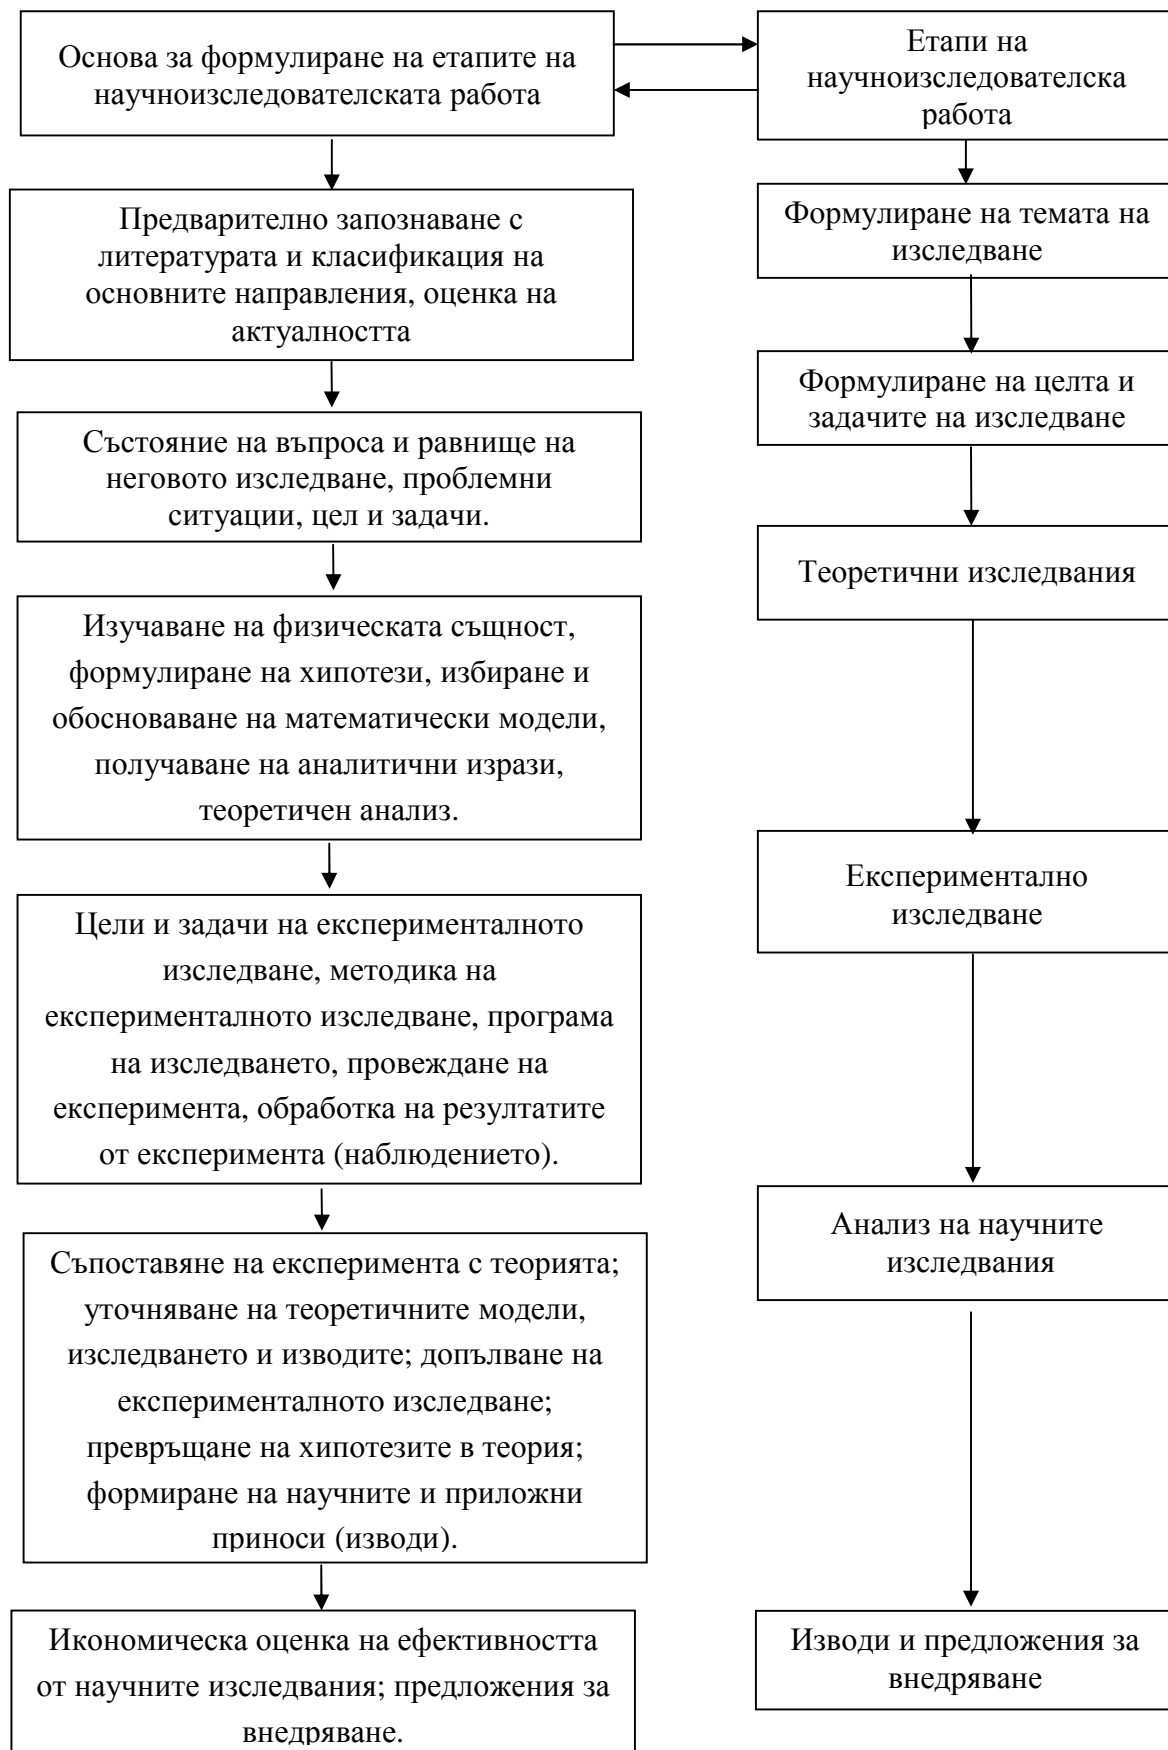 Основа за формулиране на етапите на
научноизследователската работа
Етапи на
научноизследователска
работа
Предварително запознаване с
литературата и класификация на
основните направления, оценка на
актуалността
Формулиране на темата на
изследване
Формулиране на целта и
задачите на изследване
Състояние на въпроса и равнище на
неговото изследване, проблемни
ситуации, цел и задачи.
Теоретични изследвания
Изучаване на физическата същност,
формулиране на хипотези, избиране и
обосноваване на математически модели,
получаване на аналитични изрази,
теоретичен анализ.
Експериментално
изследване
Цели и задачи на експерименталното
изследване, методика на
експерименталното изследване, програма
на изследването, провеждане на
експеримента, обработка на резултатите
от експеримента (наблюдението).
Анализ на научните
изследвания
Съпоставяне на експеримента с теорията;
уточняване на теоретичните модели,
изследването и изводите; допълване на
експерименталното изследване;
превръщане на хипотезите в теория;
формиране на научните и приложни
приноси (изводи).
Икономическа оценка на ефективността
от научните изследвания; предложения за
внедряване.
Изводи и предложения за
внедряване